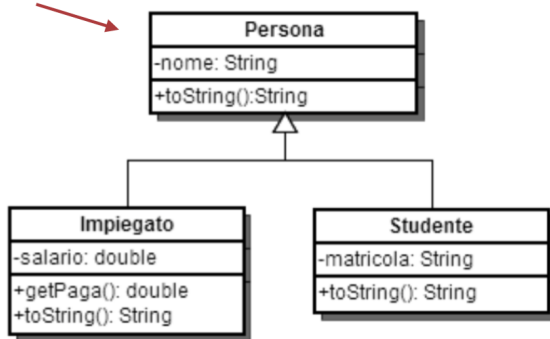 Persona
-nome: String
+toString():String
Impiegato
-salario: double
+getPaga(): double
+toString(): String
Studente
-matricola: String
+toString(): String